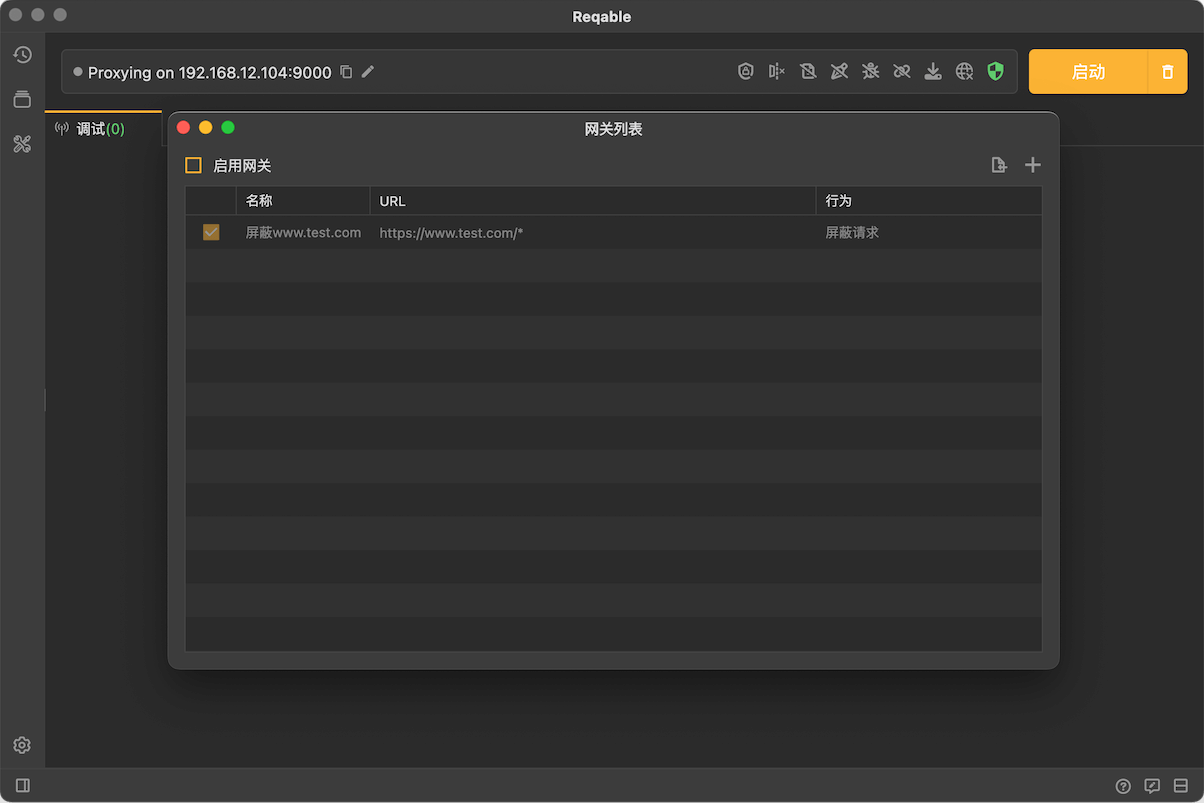 Reqable
Proxying on 192.168.12.104:9000
启动
调试(0)
网关列表
启用网关
名称 URL 行为
屏蔽www.test.com https://www.test.com/* 屏蔽请求